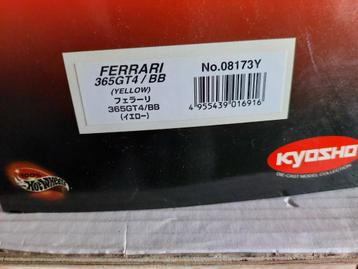 FERRARI
365GT4/BB
(YELLOW)
フェラーリ
365GT4/BB
(イエロー)
No.08173Y
4 955439 016916
100%
HOT WHEELS
KYOSHO
DIE-CAST MODEL COLLECTION